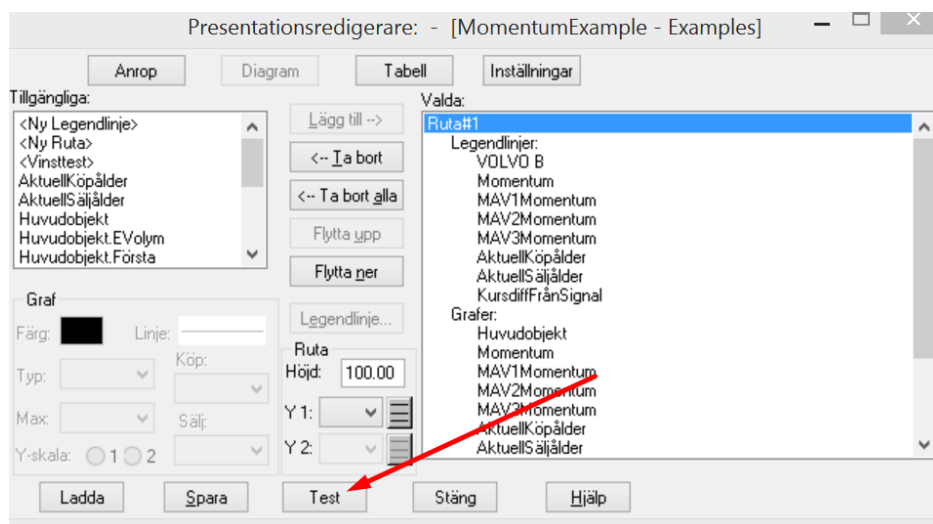 Presentationsredigerare: - [MomentumExample - Examples]
Anrop
Diagram
Tabell
Inställningar
Tillgängliga:
<Ny Legendlinje>
<Ny Ruta>
<Vinsttest>
AktuellKöpålder
AktuellSäljålder
Huvudobjekt
Huvudobjekt.EVolym
Huvudobjekt.Första
Lägg till -->
<-- Ta bort
<-- Ta bort alla
Flytta upp
Flytta ner
Legendlinje...
Valda:
Ruta#1
Legendlinjer:
VOLVO B
Momentum
MAV1Momentum
MAV2Momentum
MAV3Momentum
AktuellKöpålder
AktuellSäljålder
KursdiffFrånSignal
Grafer:
Huvudobjekt
Momentum
MAV1Momentum
MAV2Momentum
MAV3Momentum
AktuellKöpålder
AktuellSäljålder
Graf
Färg:
Linje:
Typ:
Köp:
Max:
Sälj:
Y-skala: 1 2
Ruta
Höjd: 100.00
Y 1:
Y 2:
Ladda
Spara
Test
Stäng
Hjälp